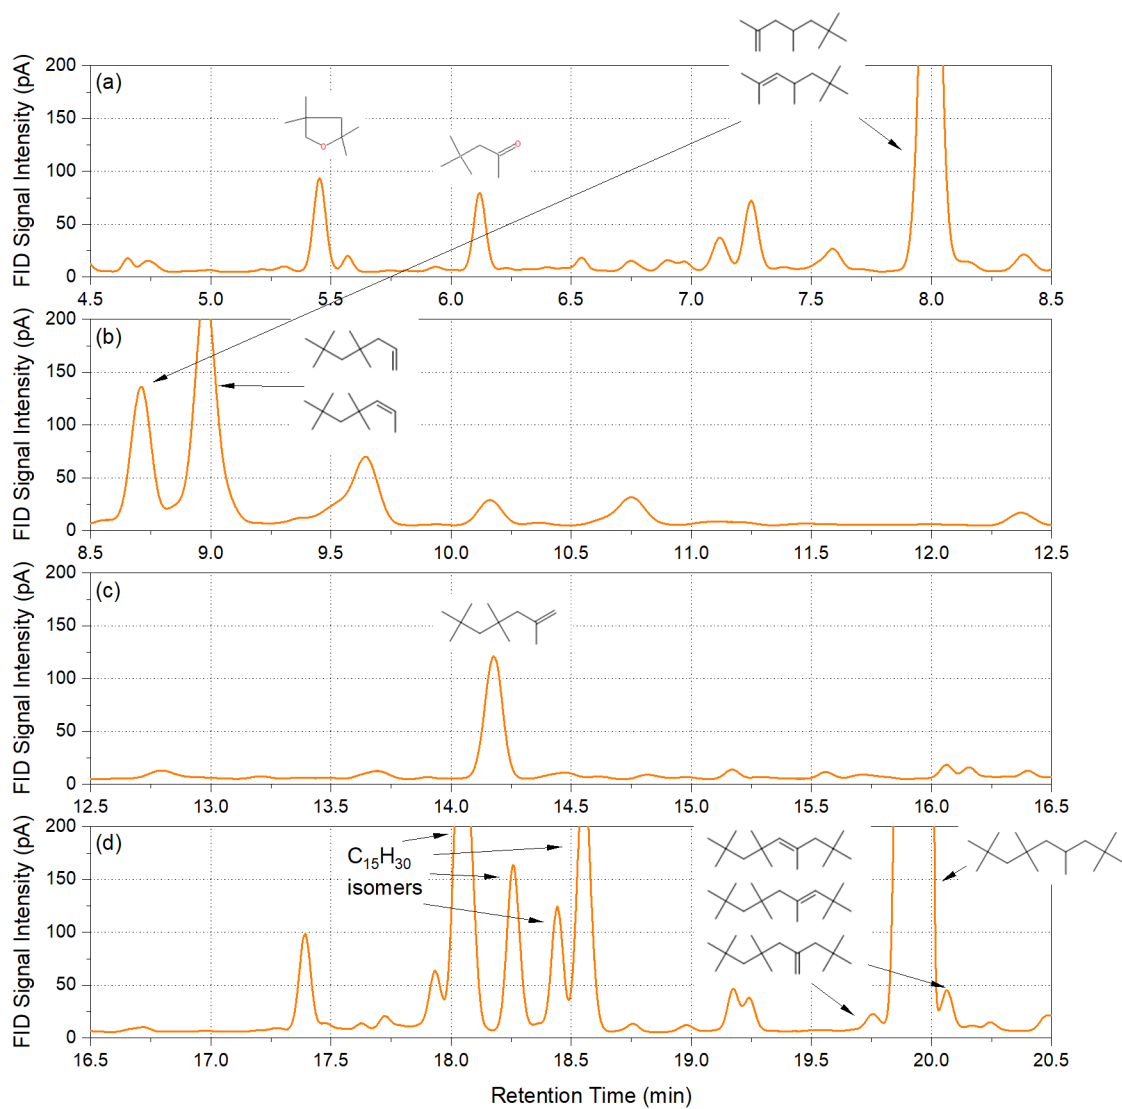 (a)
FID Signal Intensity (pA)
200
150
100
50
0
O
O
4.5 5.0 5.5 6.0 6.5 7.0 7.5 8.0 8.5
(b)
FID Signal Intensity (pA)
200
150
100
50
0
8.5 9.0 9.5 10.0 10.5 11.0 11.5 12.0 12.5
(c)
FID Signal Intensity (pA)
200
150
100
50
0
12.5 13.0 13.5 14.0 14.5 15.0 15.5 16.0 16.5
(d)
FID Signal Intensity (pA)
200
150
100
50
0
C₁₅H₃₀
isomers
16.5 17.0 17.5 18.0 18.5 19.0 19.5 20.0 20.5
Retention Time (min)